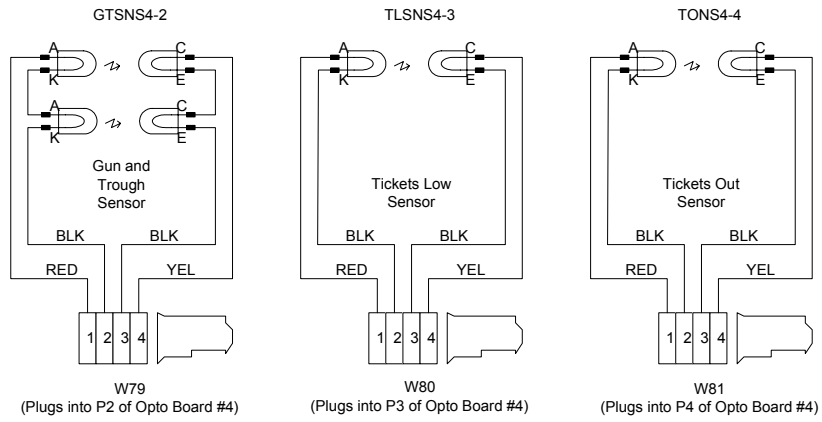 GTSNS4-2
A
C
K
E
A
C
K
E
Gun and
Trough
Sensor
BLK
BLK
RED
YEL
1 2 3 4
W79
(Plugs into P2 of Opto Board #4)
TLSNS4-3
A
C
K
E
Tickets Low
Sensor
BLK
BLK
RED
YEL
1 2 3 4
W80
(Plugs into P3 of Opto Board #4)
TONS4-4
A
C
K
E
Tickets Out
Sensor
BLK
BLK
RED
YEL
1 2 3 4
W81
(Plugs into P4 of Opto Board #4)